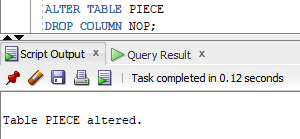 ALTER TABLE PIECE
DROP COLUMN NOP;
Script Output x
Query Result x
Task completed in 0.12 seconds
Table PIECE altered.